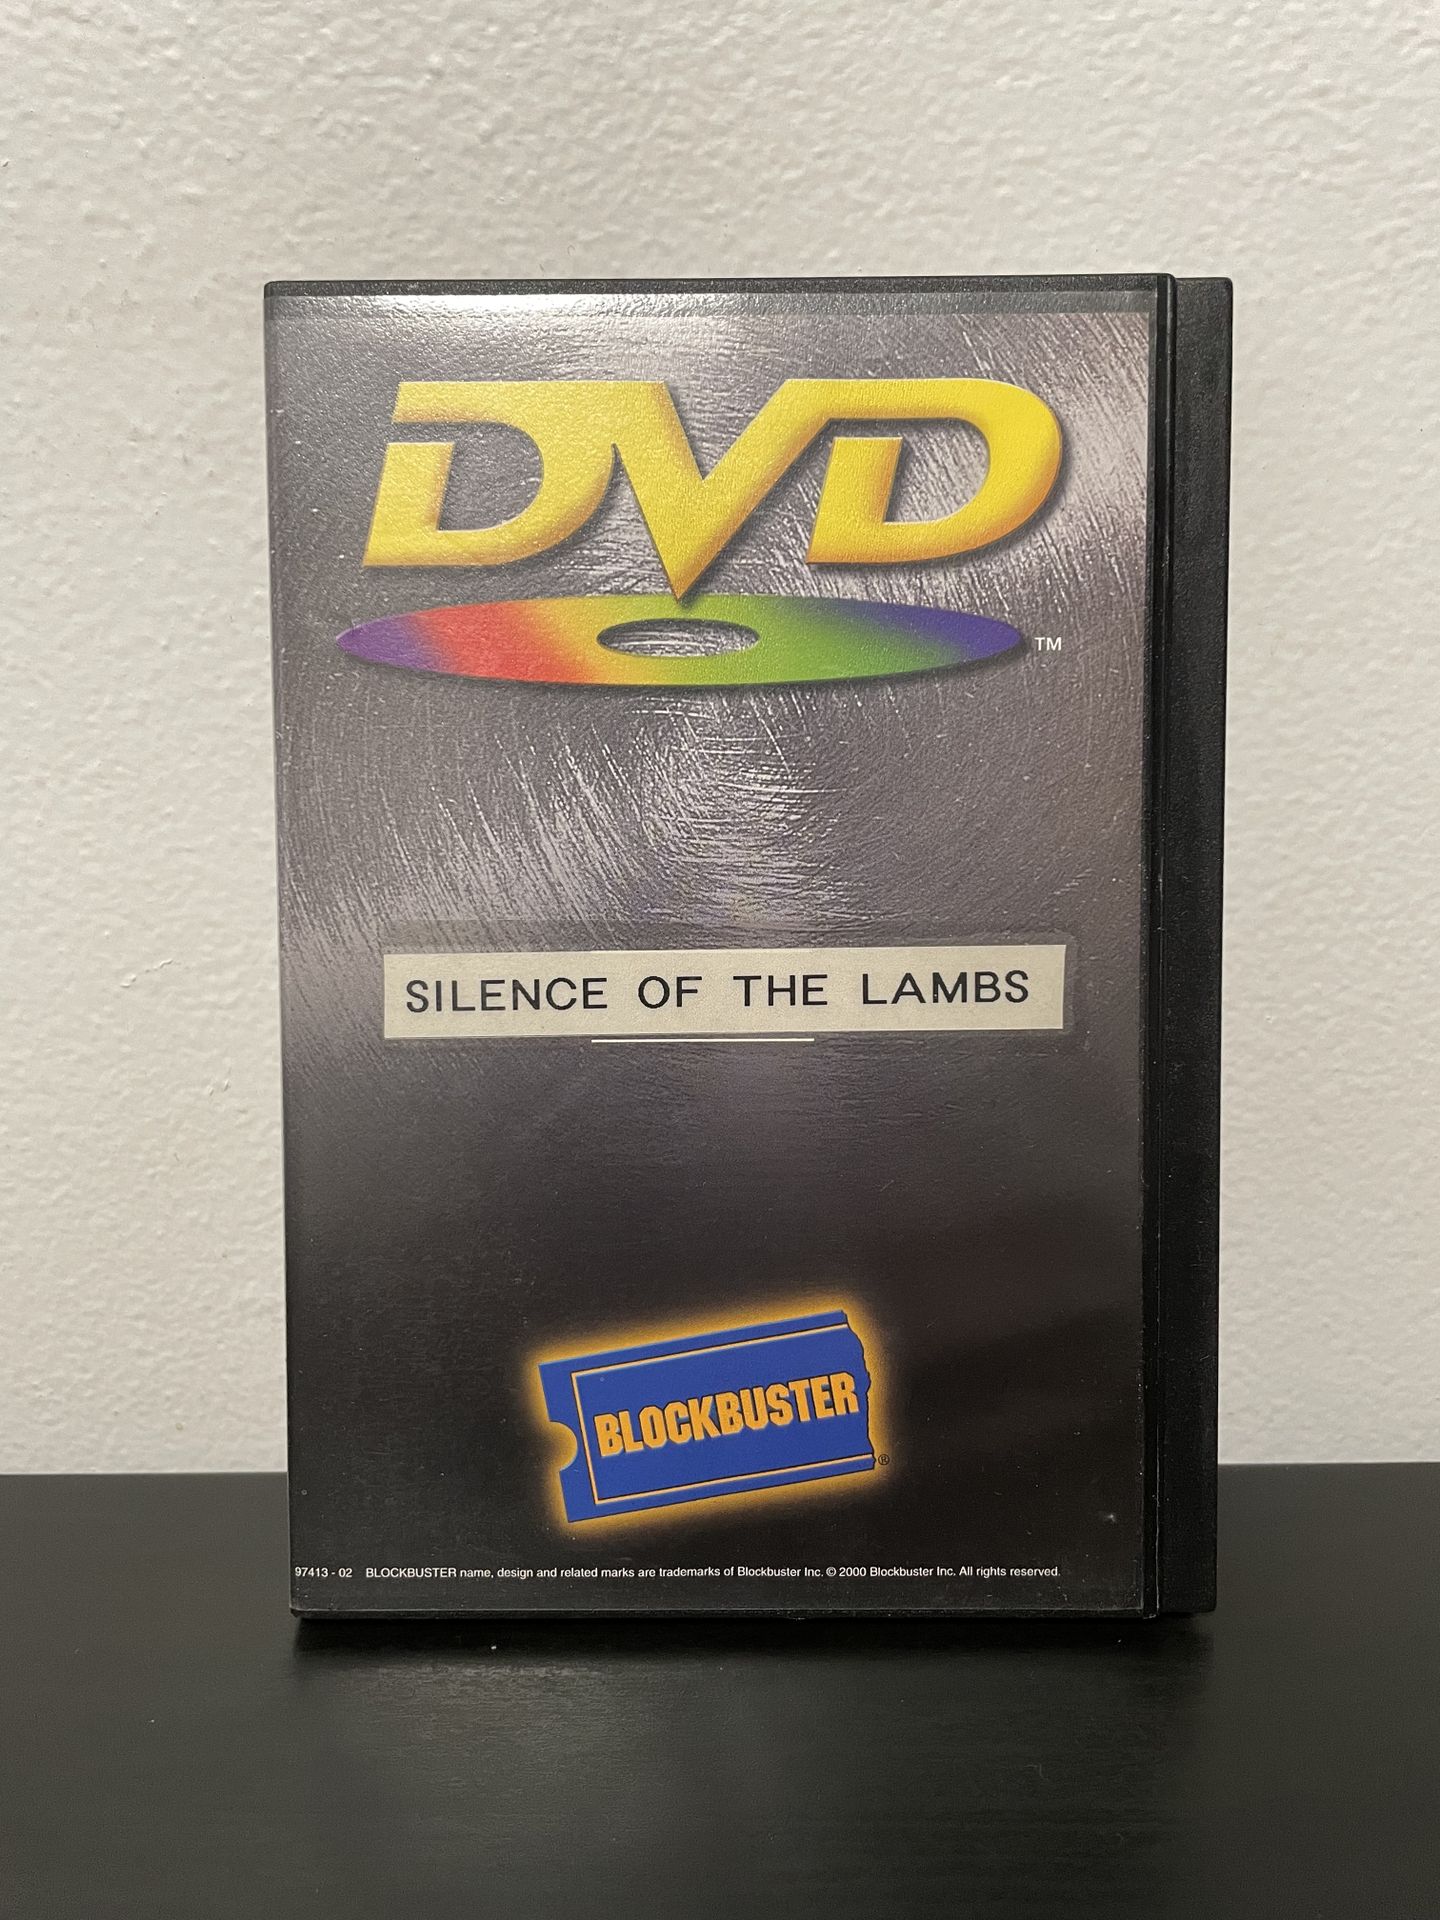 DVD
TM
SILENCE OF THE LAMBS
BLOCKBUSTER
®
97413 - 02 BLOCKBUSTER name, design and related marks are trademarks of Blockbuster Inc. © 2000 Blockbuster Inc. All rights reserved.